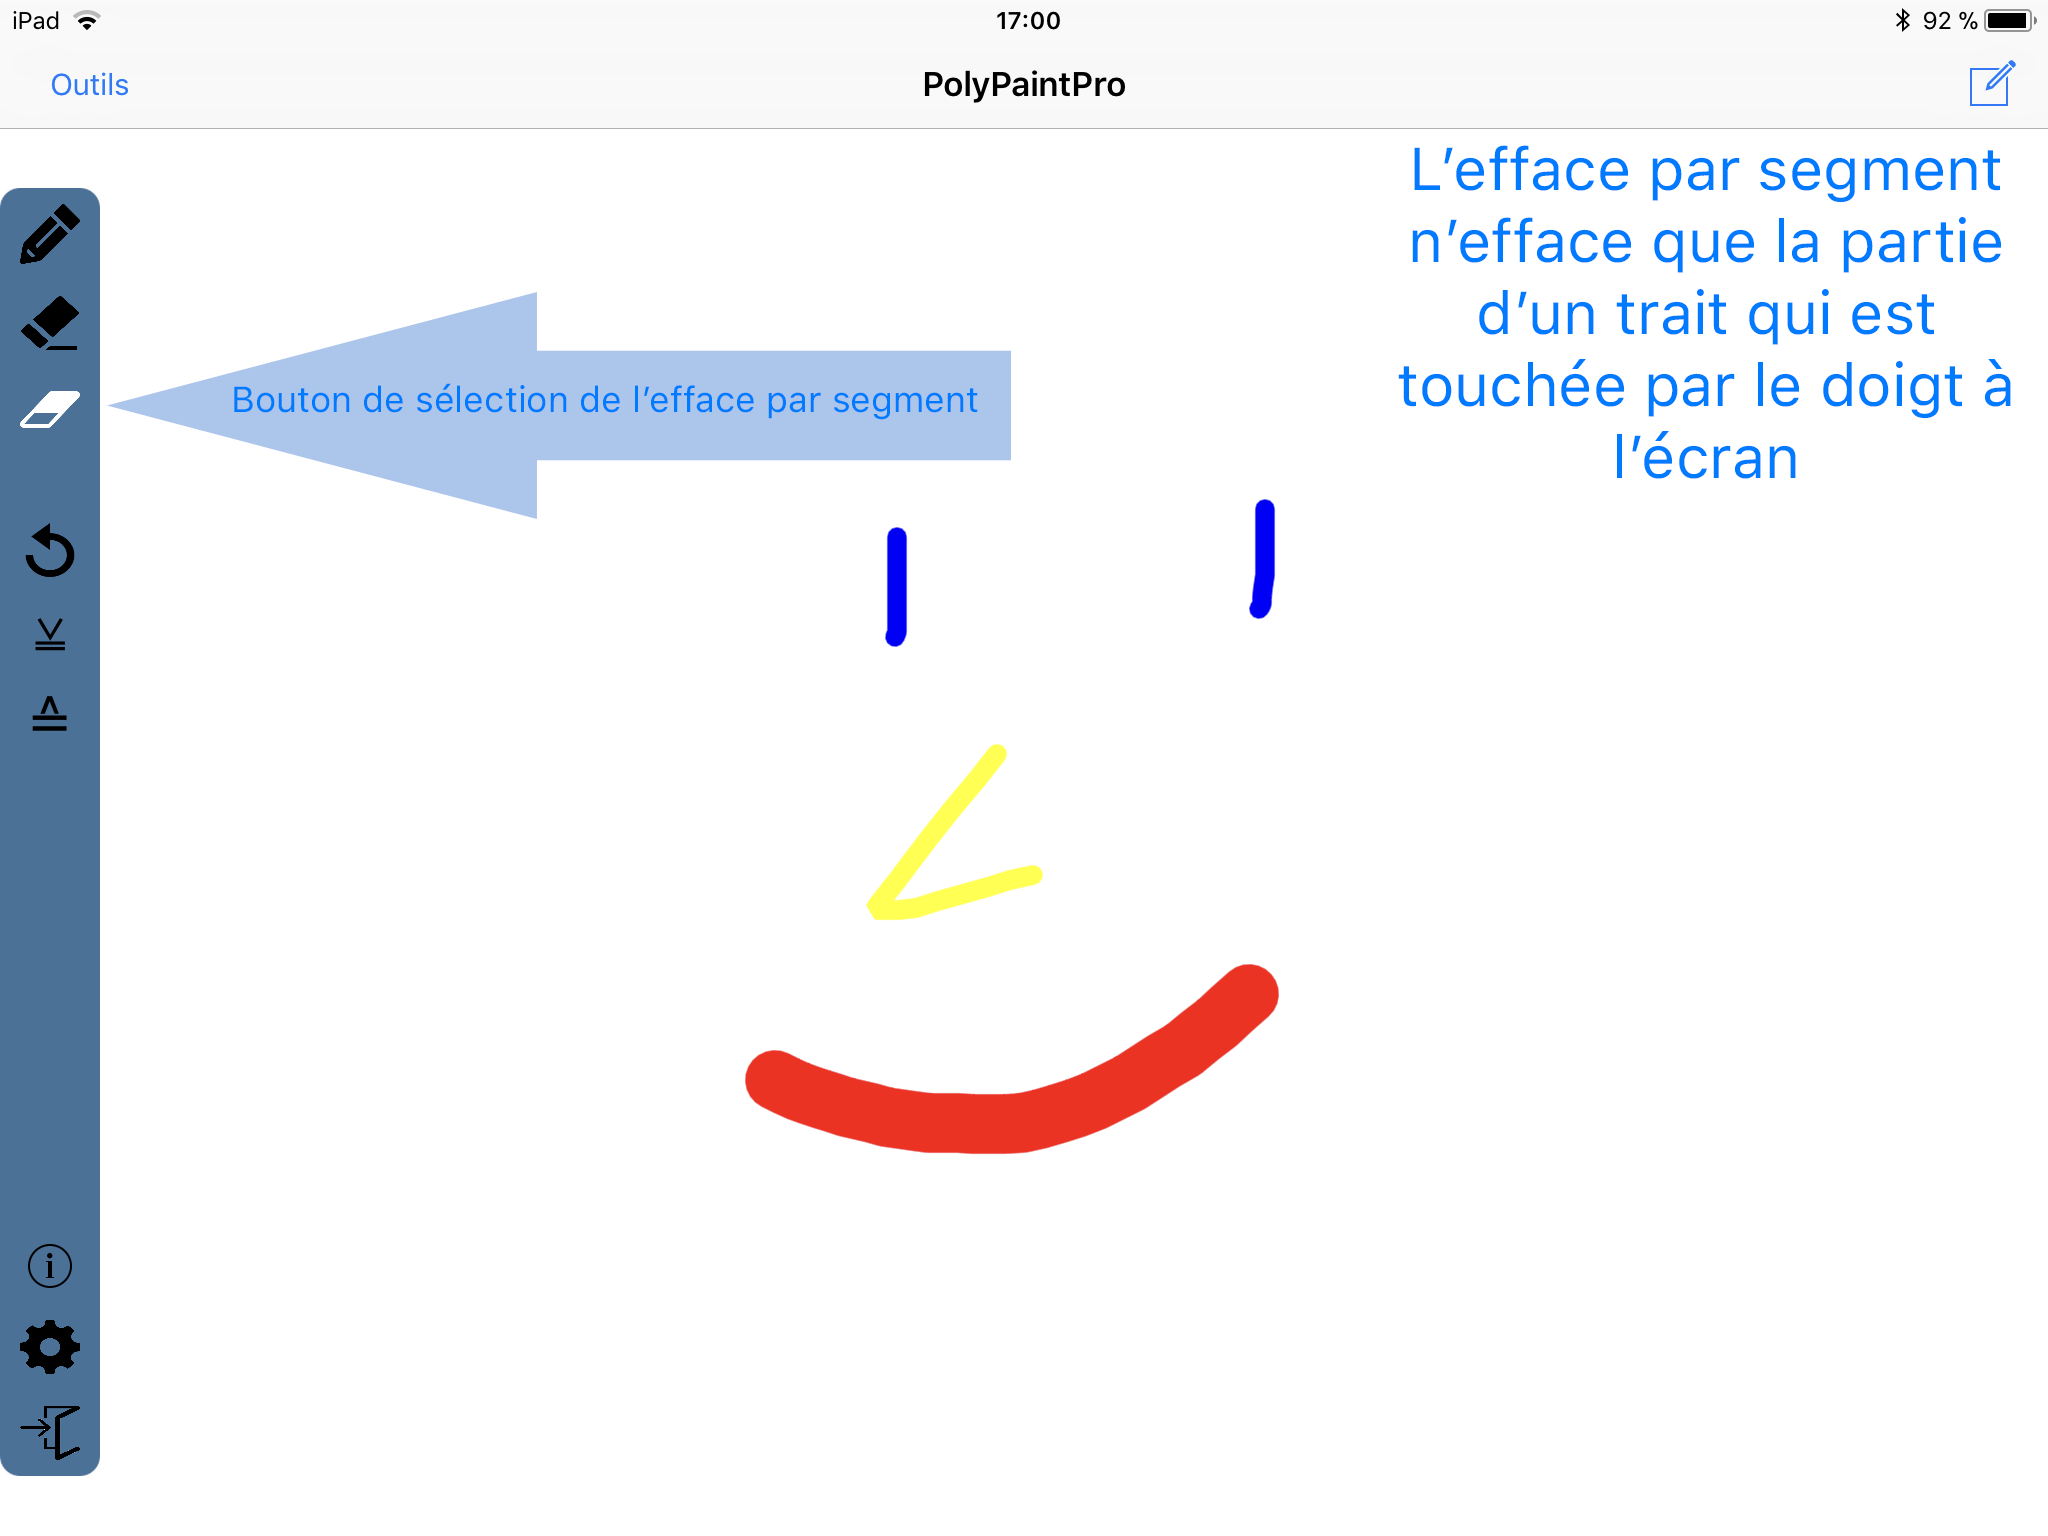 iPad 17:00 92 %
Outils PolyPaintPro
L’efface par segment
n’efface que la partie
d’un trait qui est
touchée par le doigt à
l’écran
Bouton de sélection de l’efface par segment